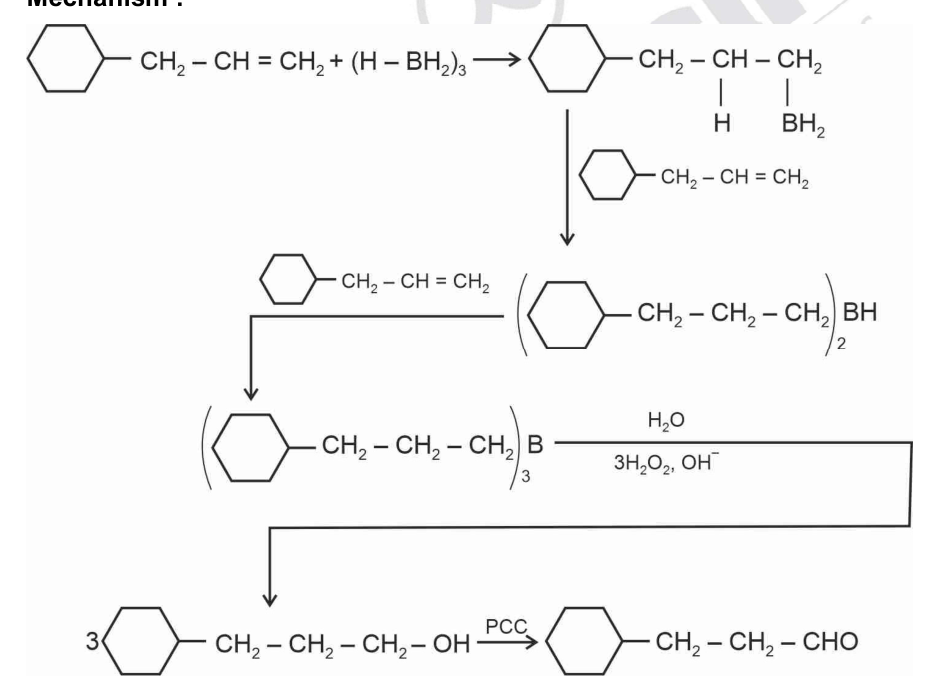 Mechanism :
CH₂ – CH = CH₂ + (H – BH₂)₃ ⟶ CH₂ – CH – CH₂
H BH₂
CH₂ – CH = CH₂
CH₂ – CH = CH₂
( CH₂ – CH₂ – CH₂ )₂ BH
( CH₂ – CH₂ – CH₂ )₃ B
H₂O
3H₂O₂, OH⁻
3 CH₂ – CH₂ – CH₂ – OH PCC ⟶ CH₂ – CH₂ – CHO